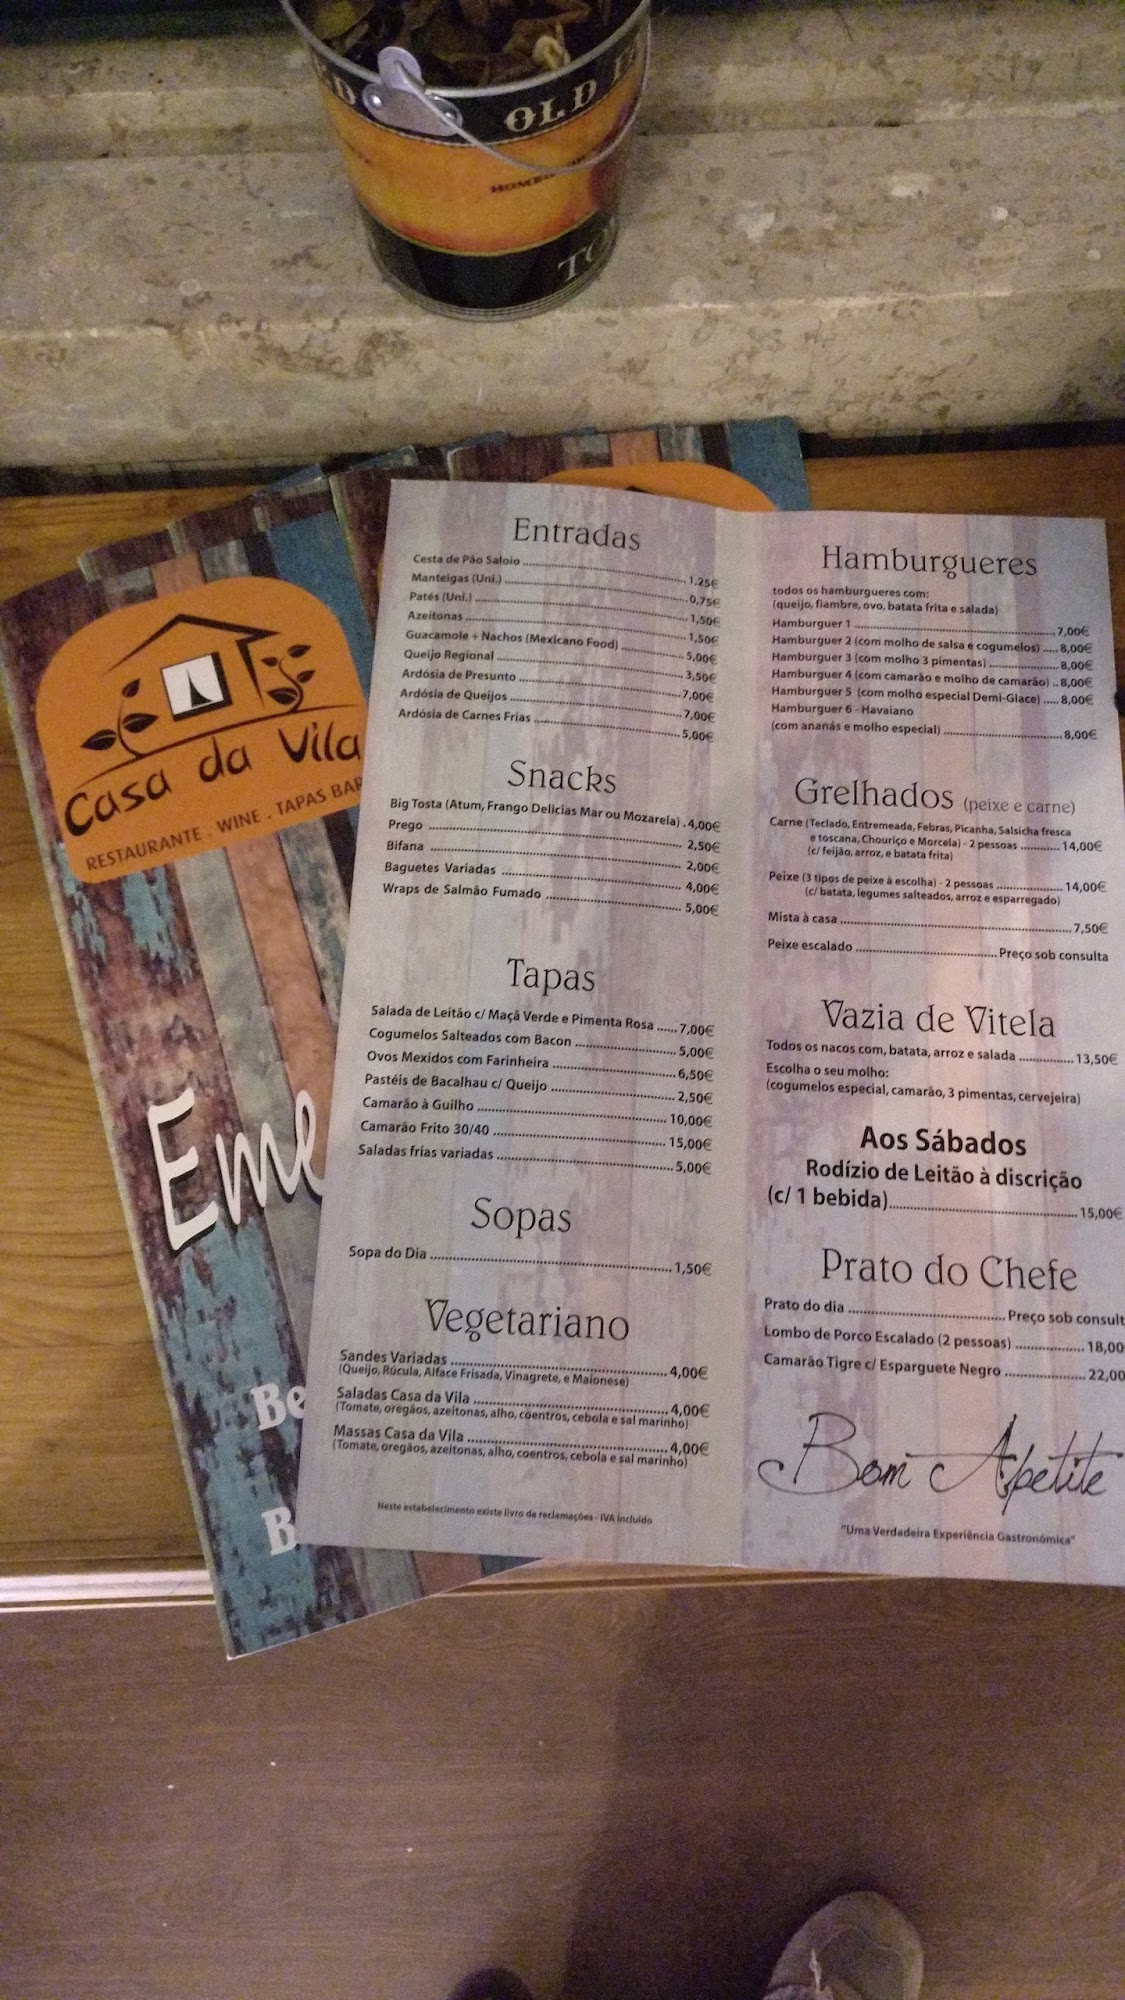 OLD
TO
Casa da Vila
RESTAURANTE . WINE . TAPAS BAR
Eme
Be
B
Entradas
Cesta de Pão Saloio 1,25€
Manteigas (Uni.) 0,75€
Patés (Uni.) 1,50€
Azeitonas 1,50€
Guacamole + Nachos (Mexicano Food) 5,00€
Queijo Regional 3,50€
Ardósia de Presunto 7,00€
Ardósia de Queijos 7,00€
Ardósia de Carnes Frias 5,00€
Snacks
Big Tosta (Atum, Frango Delicias Mar ou Mozarela) . 4,00€
Prego 2,50€
Bifana 2,00€
Baguetes Variadas 4,00€
Wraps de Salmão Fumado 5,00€
Tapas
Salada de Leitão c/ Maçã Verde e Pimenta Rosa ...... 7,00€
Cogumelos Salteados com Bacon 5,00€
Ovos Mexidos com Farinheira 6,50€
Pastéis de Bacalhau c/ Queijo 2,50€
Camarão à Guilho 10,00€
Camarão Frito 30/40 15,00€
Saladas frias variadas 5,00€
Sopas
Sopa do Dia 1,50€
Vegetariano
Sandes Variadas 4,00€
(Queijo, Rúcula, Alface Frisada, Vinagrete, e Maionese)
Saladas Casa da Vila 4,00€
(Tomate, oregãos, azeitonas, alho, coentros, cebola e sal marinho)
Massas Casa da Vila 4,00€
(Tomate, oregãos, azeitonas, alho, coentros, cebola e sal marinho)
Neste estabelecimento existe livro de reclamações - IVA Incluido
Hamburgueres
todos os hamburgueres com:
(queijo, fiambre, ovo, batata frita e salada)
Hamburguer 1 7,00€
Hamburguer 2 (com molho de salsa e cogumelos) ..... 8,00€
Hamburguer 3 (com molho 3 pimentas) 8,00€
Hamburguer 4 (com camarão e molho de camarão) .. 8,00€
Hamburguer 5 (com molho especial Demi-Glace) ..... 8,00€
Hamburguer 6 - Havaiano
(com ananás e molho especial) 8,00€
Grelhados (peixe e carne)
Carne (Teclado, Entremeada, Febras, Picanha, Salsicha fresca
e toscana, Chouriço e Morcela) - 2 pessoas 14,00€
(c/ feijão, arroz, e batata frita)
Peixe (3 tipos de peixe à escolha) - 2 pessoas 14,00€
(c/ batata, legumes salteados, arroz e esparregado)
Mista à casa 7,50€
Peixe escalado Preço sob consulta
Vazia de Vitela
Todos os nacos com, batata, arroz e salada 13,50€
Escolha o seu molho:
(cogumelos especial, camarão, 3 pimentas, cervejeira)
Aos Sábados
Rodízio de Leitão à discrição
(c/ 1 bebida) 15,00€
Prato do Chefe
Prato do dia Preço sob consult
Lombo de Porco Escalado (2 pessoas) 18,00
Camarão Tigre c/ Esparguete Negro 22,00
Bom Apetite
"Uma Verdadeira Experiência Gastronómica"